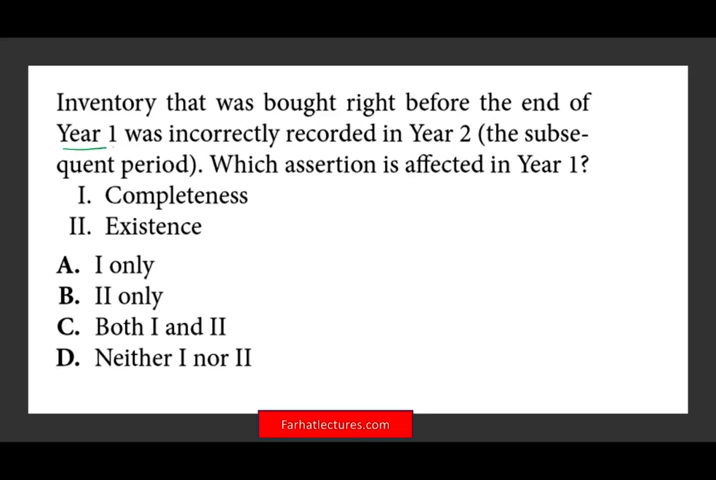 Inventory that was bought right before the end of
Year 1 was incorrectly recorded in Year 2 (the subse-
quent period). Which assertion is affected in Year 1?
I. Completeness
II. Existence
A. I only
B. II only
C. Both I and II
D. Neither I nor II
Farhatlectures.com